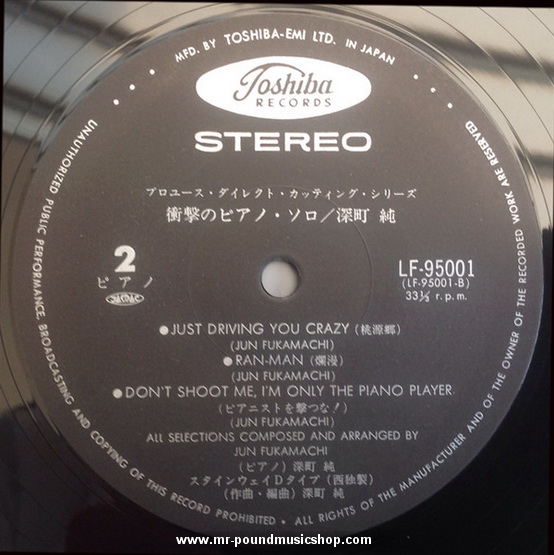 MFD. BY TOSHIBA-EMI LTD. IN JAPAN
Toshiba
RECORDS
STEREO
プロユース・ダイレクト・カッティング・シリーズ
衝撃のピアノ・ソロ/深町 純
2
ピアノ
JASRAC
LF-95001
(LF-95001-B)
33⅓ r.p.m.
●JUST DRIVING YOU CRAZY (桃源郷)
(JUN FUKAMACHI)
●RAN-MAN (爛漫)
(JUN FUKAMACHI)
●DON'T SHOOT ME, I'M ONLY THE PIANO PLAYER
(ピアニストを撃つな!)
(JUN FUKAMACHI)
ALL SELECTIONS COMPOSED AND ARRANGED BY
JUN FUKAMACHI
(ピアノ) 深町 純
スタインウェイDタイプ (西独製)
(作曲・編曲) 深町 純
UNAUTHORIZED PUBLIC PERFORMANCE, BROADCASTING AND COPYING OF THIS RECORD PROHIBITED • ALL RIGHTS OF THE MANUFACTURER AND OF THE OWNER OF THE RECORDED WORK ARE RESERVED
www.mr-poundmusicshop.com